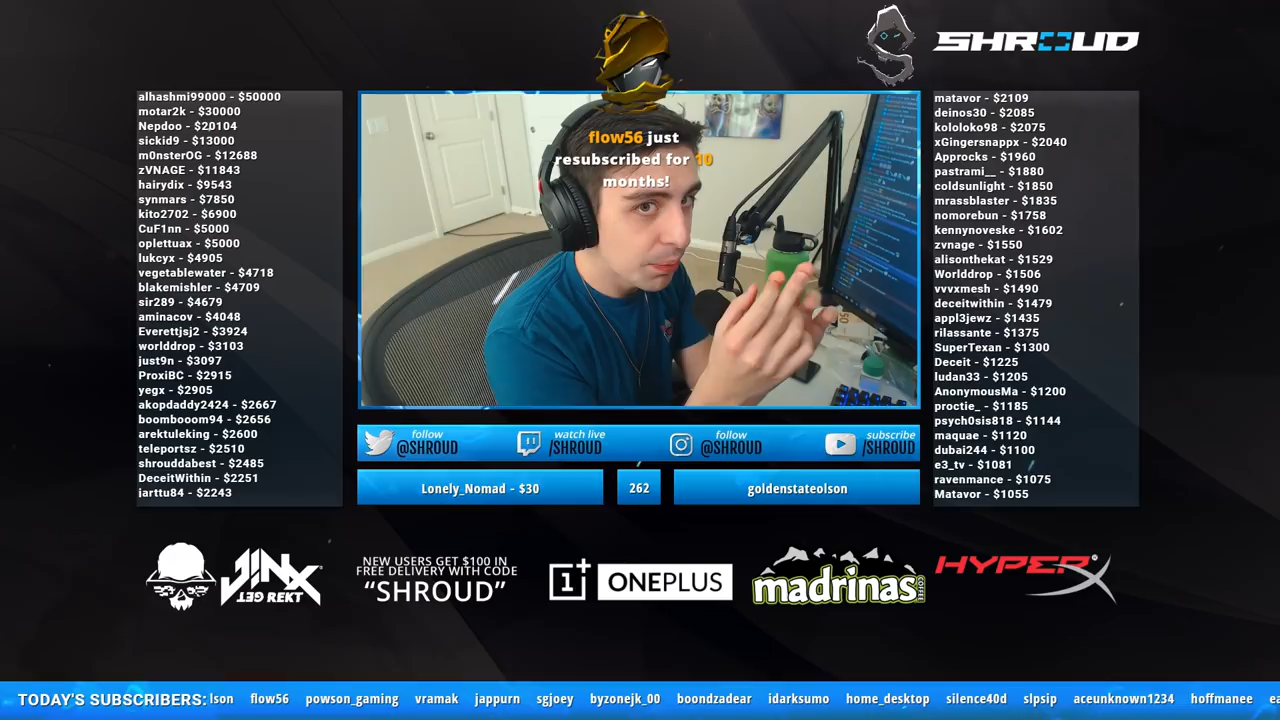 SHROUD
alhashmi99000 - $50000
motar2k - $30000
Nepdoo - $20104
sickid9 - $13000
m0nsterOG - $12688
zVNAGE - $11843
hairydix - $9543
synmars - $7850
kito2702 - $6900
CuF1nn - $5000
oplettuax - $5000
lukcyx - $4905
vegetablewater - $4718
blakemishler - $4709
sir289 - $4679
aminacov - $4048
Everettjsj2 - $3924
worlddrop - $3103
just9n - $3097
ProxiBC - $2915
yegx - $2905
akopdaddy2424 - $2667
boombooom94 - $2656
arektuleking - $2600
teleportsz - $2510
shrouddabest - $2485
DeceitWithin - $2251
iarttu84 - $2243
flow56 just
resubscribed for 10
months!
matavor - $2109
deinos30 - $2085
kololoko98 - $2075
xGingersnappx - $2040
Approcks - $1960
pastrami__ - $1880
coldsunlight - $1850
mrassblaster - $1835
nomorebun - $1758
kennynoveske - $1602
zvnage - $1550
alisonthekat - $1529
Worlddrop - $1506
vvvxmesh - $1490
deceitwithin - $1479
appl3jewz - $1435
rilassante - $1375
SuperTexan - $1300
Deceit - $1225
ludan33 - $1205
AnonymousMa - $1200
proctie_ - $1185
psych0sis818 - $1144
maquae - $1120
dubai244 - $1100
e3_tv - $1081
ravenmance - $1075
Matavor - $1055
follow
@SHROUD
watch live
/SHROUD
follow
@SHROUD
subscribe
/SHROUD
Lonely_Nomad - $30
262
goldenstateolson
JINX
GET REKT
NEW USERS GET $100 IN
FREE DELIVERY WITH CODE
"SHROUD"
1+ ONEPLUS
madrinas COFFEE
HYPERX
TODAY'S SUBSCRIBERS: lson flow56 powson_gaming vramak jappurn sgjoey byzonejk_00 boondzadear idarksumo home_desktop silence40d slpsip aceunknown1234 hoffmanee